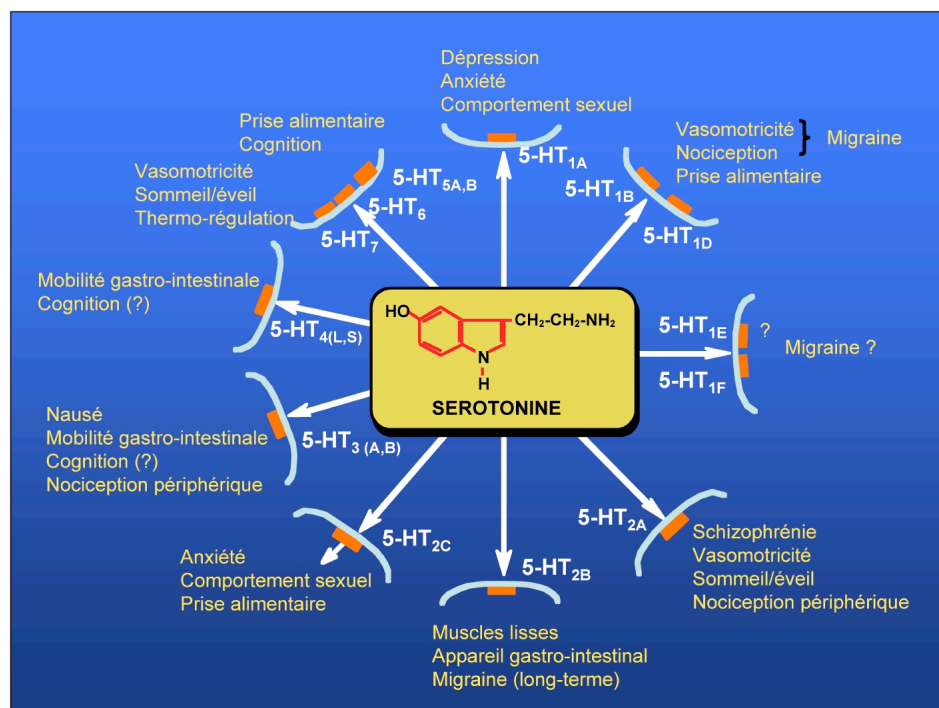 Dépression
Anxiété
Comportement sexuel
5-HT1A
Vasomotricité
Nociception
Migraine
Prise alimentaire
5-HT1B
5-HT1D
5-HT1E
5-HT1F
?
Migraine ?
5-HT2A
Schizophrénie
Vasomotricité
Sommeil/éveil
Nociception périphérique
5-HT2B
Muscles lisses
Appareil gastro-intestinal
Migraine (long-terme)
5-HT2C
Anxiété
Comportement sexuel
Prise alimentaire
5-HT3 (A,B)
Nausé
Mobilité gastro-intestinale
Cognition (?)
Nociception périphérique
5-HT4(L,S)
Mobilité gastro-intestinale
Cognition (?)
Prise alimentaire
Cognition
Vasomotricité
Sommeil/éveil
Thermo-régulation
5-HT5A,B
5-HT6
5-HT7
HO
CH2-CH2-NH2
N
H
SEROTONINE